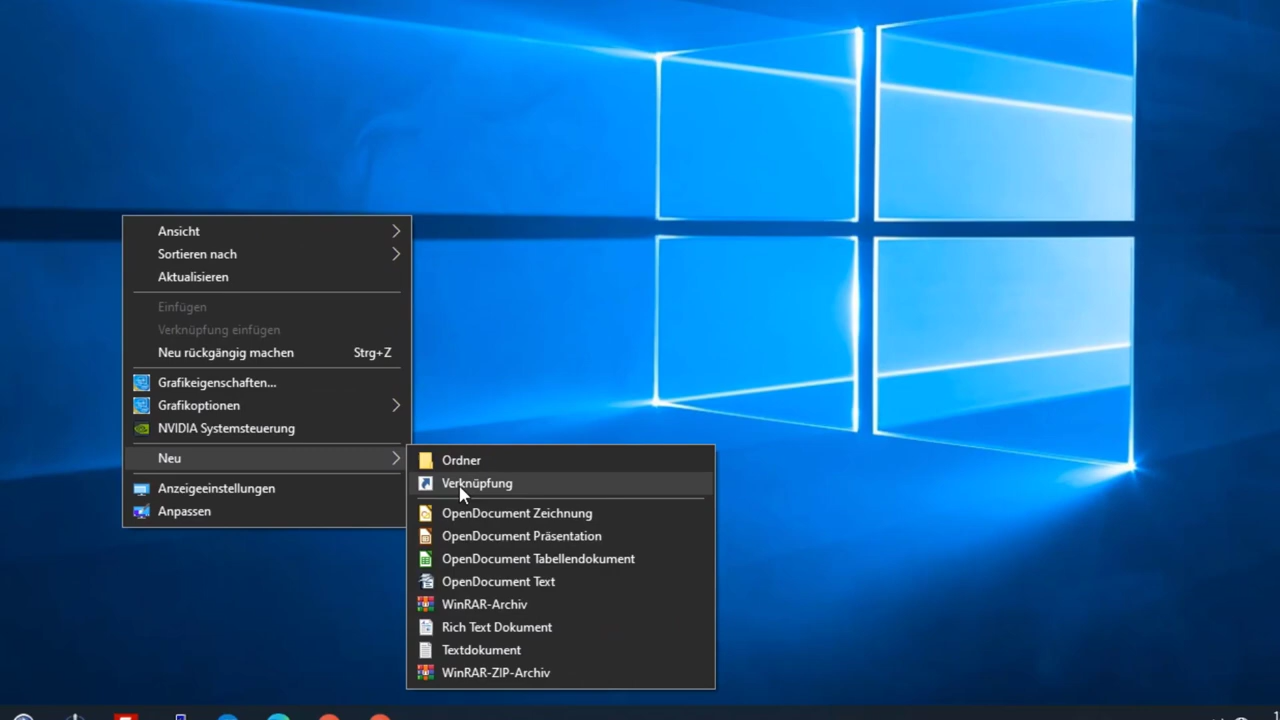 Ansicht
Sortieren nach
Aktualisieren
Einfügen
Verknüpfung einfügen
Neu rückgängig machen Strg+Z
Grafikeigenschaften...
Grafikoptionen
NVIDIA Systemsteuerung
Neu
Anzeigeeinstellungen
Anpassen
Ordner
Verknüpfung
OpenDocument Zeichnung
OpenDocument Präsentation
OpenDocument Tabellendokument
OpenDocument Text
WinRAR-Archiv
Rich Text Dokument
Textdokument
WinRAR-ZIP-Archiv